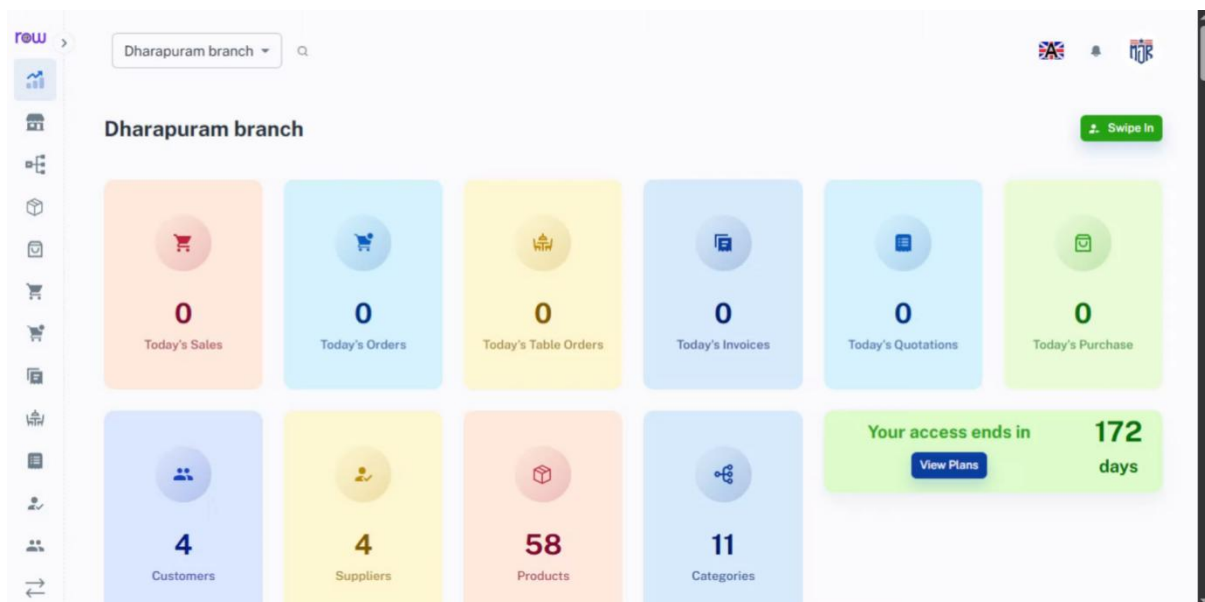 row
Dharapuram branch
A
MJR
Dharapuram branch
Swipe In
0
Today's Sales
0
Today's Orders
0
Today's Table Orders
0
Today's Invoices
0
Today's Quotations
0
Today's Purchase
4
Customers
4
Suppliers
58
Products
11
Categories
Your access ends in
172
View Plans
days